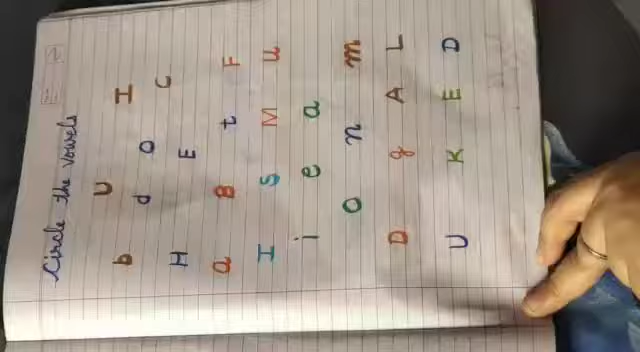 Circle the vowels
b U I
d o C
H E
a B t F
I S M u
i e a
o n m
D g A L
U K E D